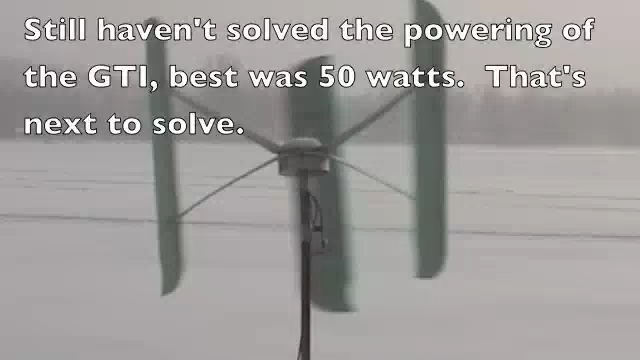 Still haven't solved the powering of
the GTI, best was 50 watts.  That's
next to solve.